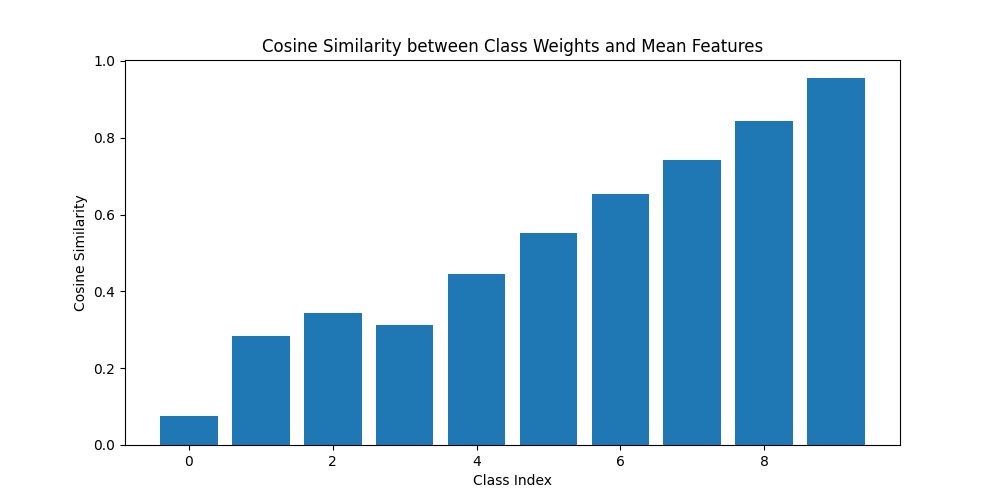 Cosine Similarity between Class Weights and Mean Features
1.0
0.8
0.6
0.4
0.2
0.0
Cosine Similarity
0 2 4 6 8
Class Index